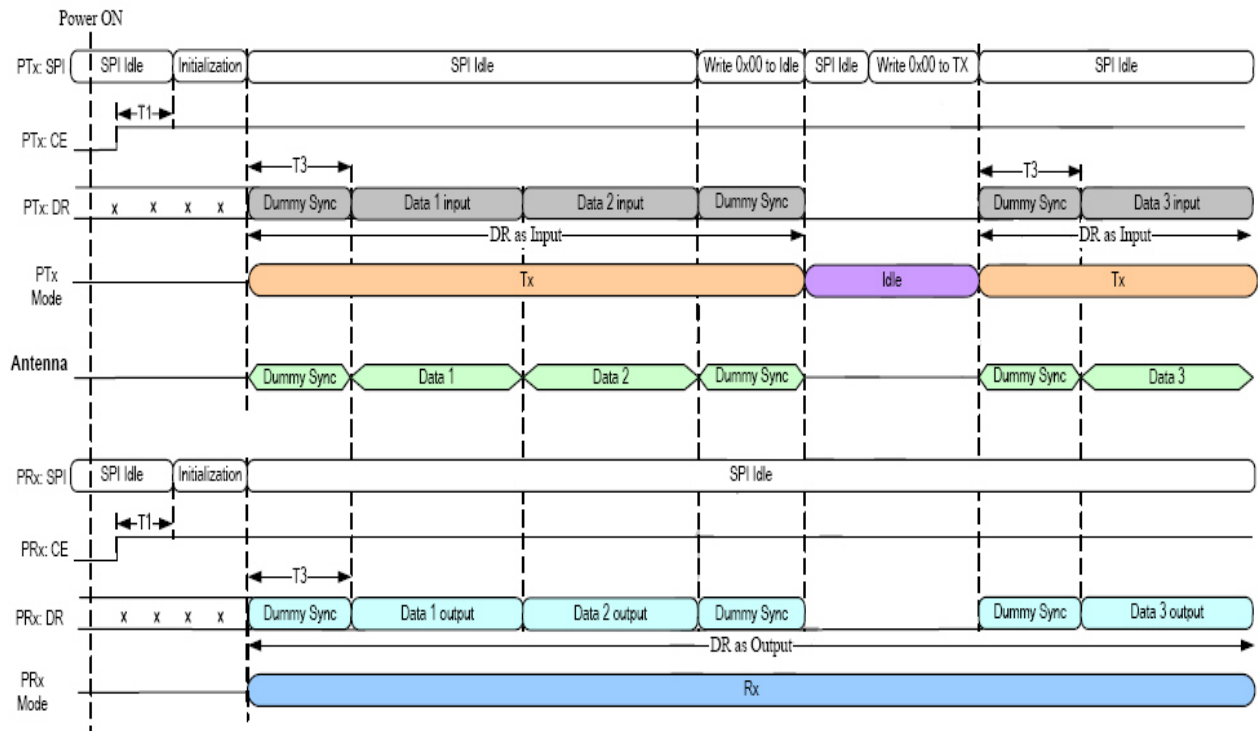 Power ON
PTx: SPI SPI Idle Initialization SPI Idle Write 0x00 to Idle SPI Idle Write 0x00 to TX SPI Idle
T1
PTx: CE
T3 T3
PTx: DR x x x x Dummy Sync Data 1 input Data 2 input Dummy Sync Dummy Sync Data 3 input
DR as Input DR as Input
PTx Mode Tx Idle Tx
Antenna
Dummy Sync Data 1 Data 2 Dummy Sync Dummy Sync Data 3
PRx: SPI SPI Idle Initialization SPI Idle
T1
PRx: CE
T3
PRx: DR x x x x Dummy Sync Data 1 output Data 2 output Dummy Sync Dummy Sync Data 3 output
DR as Output
PRx Mode Rx